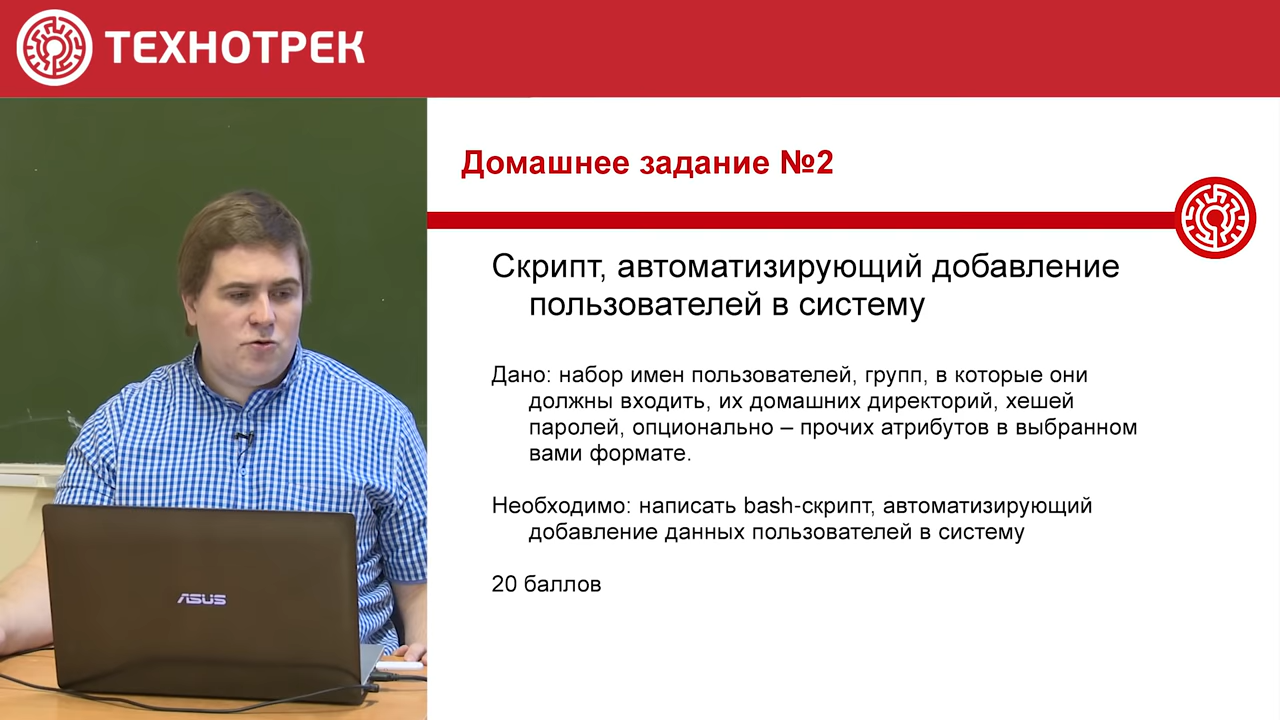 ТЕХНОТРЕК
Домашнее задание №2
Скрипт, автоматизирующий добавление
пользователей в систему
Дано: набор имен пользователей, групп, в которые они
должны входить, их домашних директорий, хешей
паролей, опционально – прочих атрибутов в выбранном
вами формате.
Необходимо: написать bash-скрипт, автоматизирующий
добавление данных пользователей в систему
20 баллов
ASUS